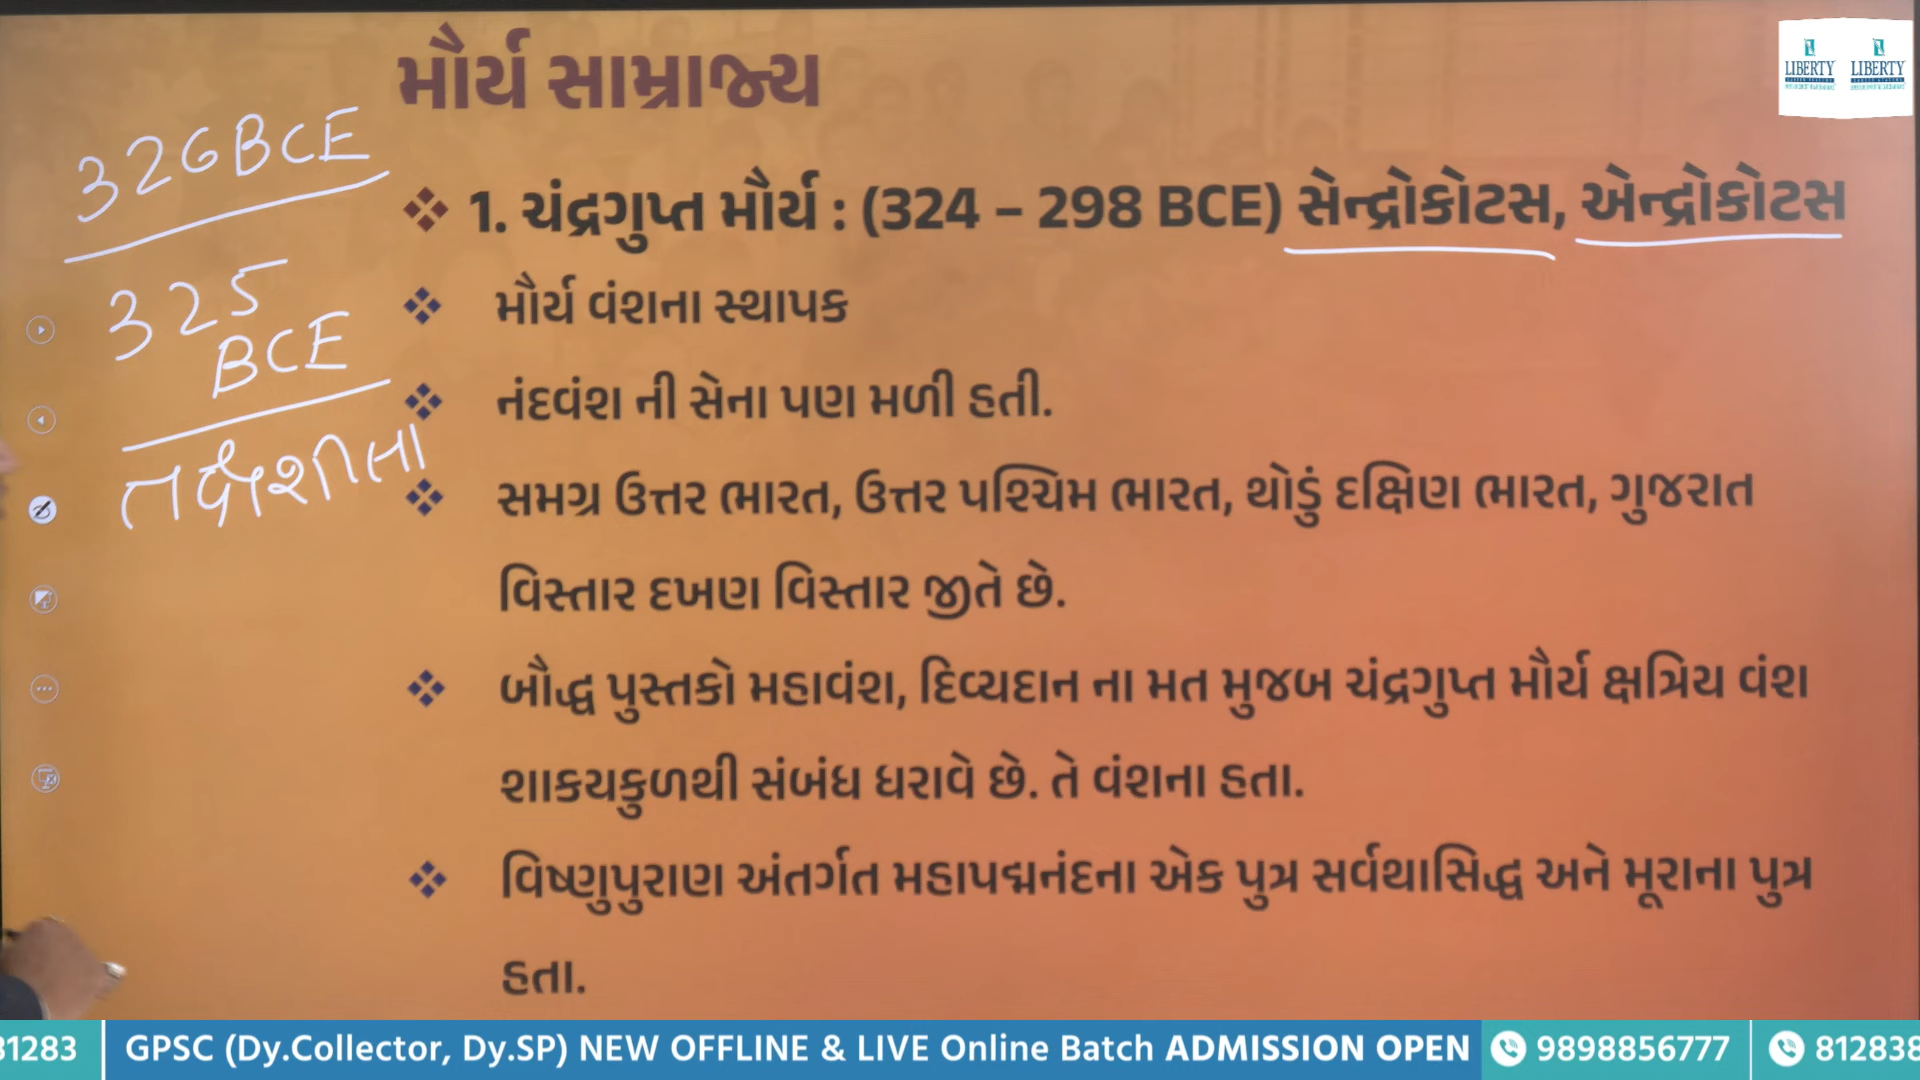 મૌર્ય સામ્રાજ્ય
LIBERTY LIBERTY
326 BCE
1. ચંદ્રગુપ્ત મૌર્ય : (324 – 298 BCE) સેન્દ્રોકોટસ, એન્દ્રોકોટસ
325
BCE
મૌર્ય વંશના સ્થાપક
નંદવંશ ની સેના પણ મળી હતી.
સમગ્ર ઉત્તર ભારત, ઉત્તર પશ્ચિમ ભારત, થોડું દક્ષિણ ભારત, ગુજરાત
વિસ્તાર દખણ વિસ્તાર જીતે છે.
બૌદ્ધ પુસ્તકો મહાવંશ, દિવ્યદાન ના મત મુજબ ચંદ્રગુપ્ત મૌર્ય ક્ષત્રિય વંશ
શાકયકુળથી સંબંધ ધરાવે છે. તે વંશના હતા.
વિષ્ણુપુરાણ અંતર્ગત મહાપદ્મનંદના એક પુત્ર સર્વથાસિદ્ધ અને મૂરાના પુત્ર
હતા.
31283 GPSC (Dy.Collector, Dy.SP) NEW OFFLINE & LIVE Online Batch ADMISSION OPEN 9898856777 812838